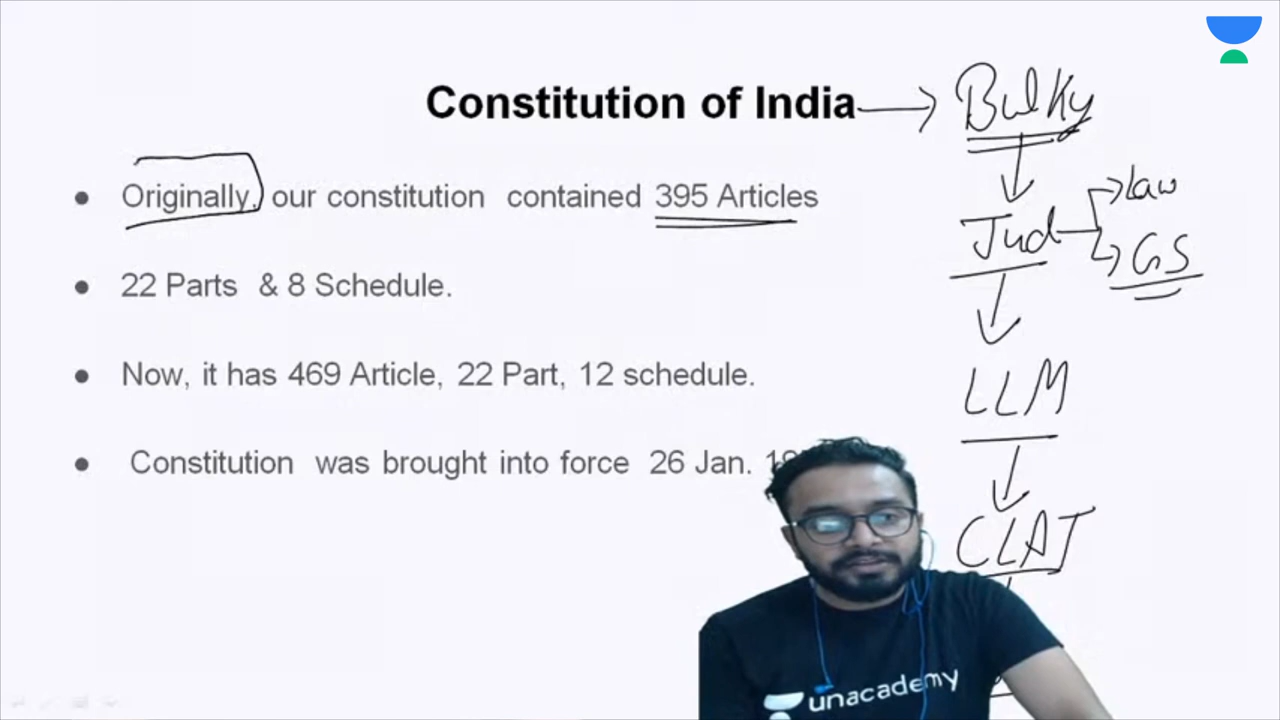 Constitution of India
Bulky
Originally, our constitution contained 395 Articles
Law
Jud
GS
22 Parts & 8 Schedule.
Now, it has 469 Article, 22 Part, 12 schedule.
LLM
Constitution was brought into force 26 Jan.
CLAT
unacademy